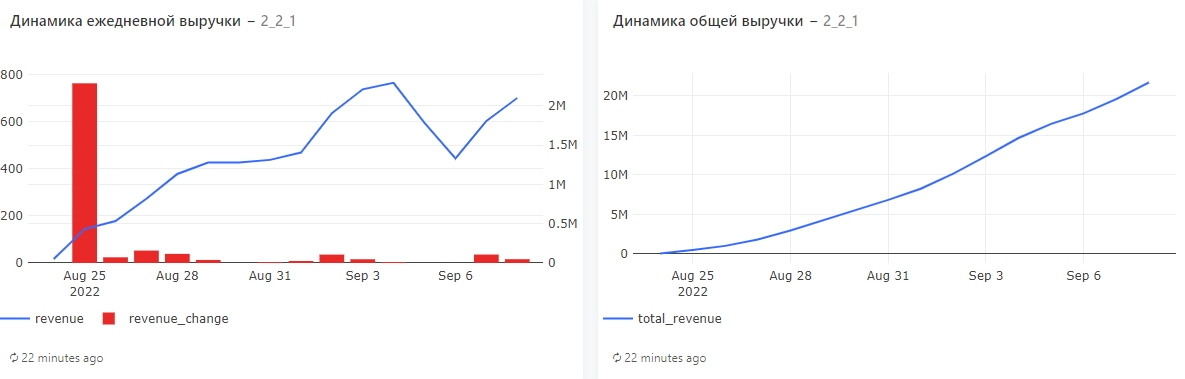 Динамика ежедневной выручки – 2_2_1
800
600
400
200
0
2M
1.5M
1M
0.5M
0
Aug 25
2022
Aug 28
Aug 31
Sep 3
Sep 6
revenue
revenue_change
22 minutes ago
Динамика общей выручки – 2_2_1
20M
15M
10M
5M
0
Aug 25
2022
Aug 28
Aug 31
Sep 3
Sep 6
total_revenue
22 minutes ago